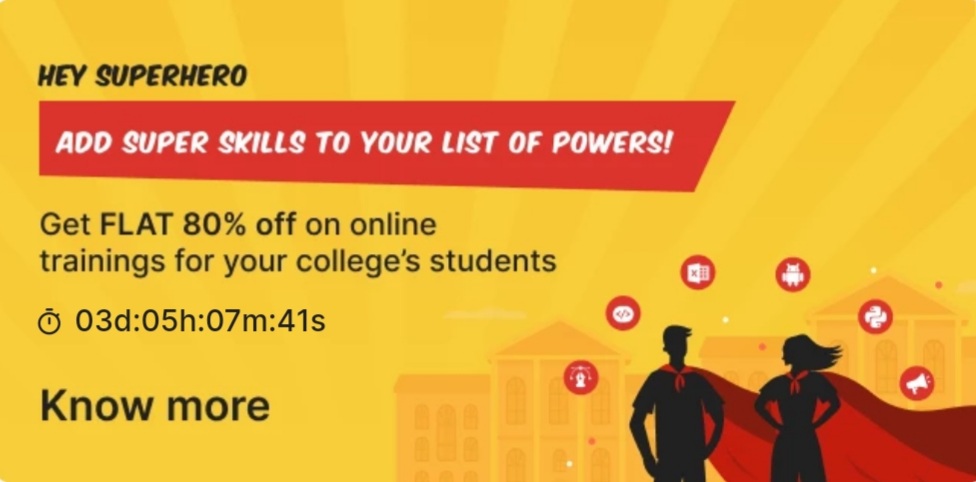 HEY SUPERHERO
ADD SUPER SKILLS TO YOUR LIST OF POWERS!
Get FLAT 80% off on online
trainings for your college’s students
03d:05h:07m:41s
Know more